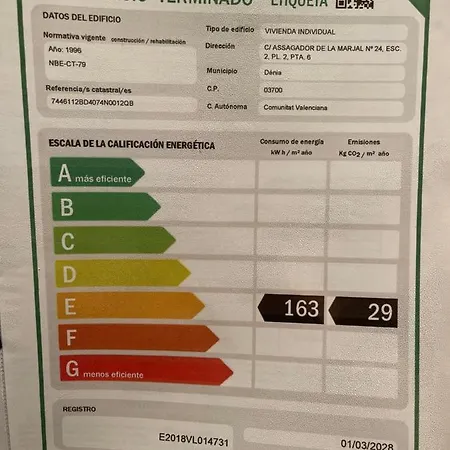 TERMINADO ETIQUETA
DATOS DEL EDIFICIO
Normativa vigente construcción / rehabilitación
Año: 1996
NBE-CT-79
Referencia/s catastral/es
7446112BD4074N0012QB
Tipo de edificio VIVIENDA INDIVIDUAL
Dirección C/ ASSAGADOR DE LA MARJAL Nº 24, ESC.
2, PL. 2, PTA. 6
Municipio Dénia
C.P. 03700
C. Autónoma Comunitat Valenciana
ESCALA DE LA CALIFICACIÓN ENERGÉTICA
Consumo de energía
kW h / m² año
Emisiones
Kg CO₂ / m² año
A más eficiente
B
C
D
E 163 29
F
G menos eficiente
REGISTRO
E2018VL014731
01/03/2028